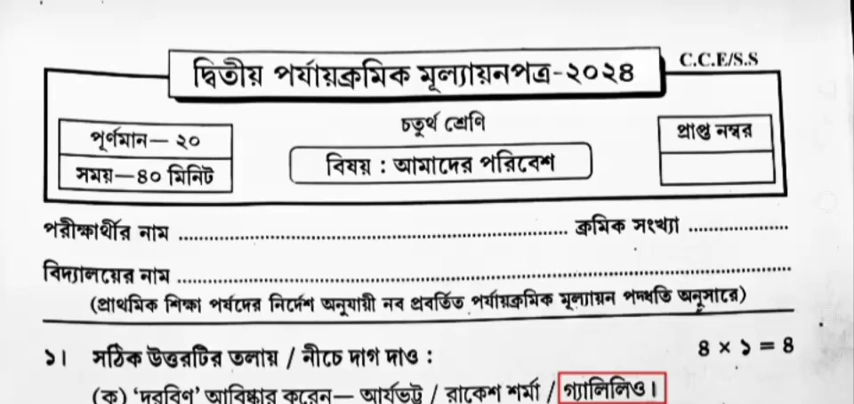 দ্বিতীয় পর্যায়ক্রমিক মূল্যায়নপত্র-২০২৪
C.C.E/S.S
চতুর্থ শ্রেণি
পূর্ণমান— ২০
প্রাপ্ত নম্বর
সময়—৪০ মিনিট
বিষয় : আমাদের পরিবেশ
পরীক্ষার্থীর নাম ................................ ক্রমিক সংখ্যা ....................
বিদ্যালয়ের নাম ................................................................
(প্রাথমিক শিক্ষা পর্ষদের নির্দেশ অনুযায়ী নব প্রবর্তিত পর্যায়ক্রমিক মূল্যায়ন পদ্ধতি অনুসারে)
১। সঠিক উত্তরটির তলায় / নীচে দাগ দাও : ৪ × ১ = ৪
(ক) ‘দূরবিণ’ আবিষ্কার করেন— আর্যভট্ট / রাকেশ শর্মা / গ্যালিলিও।